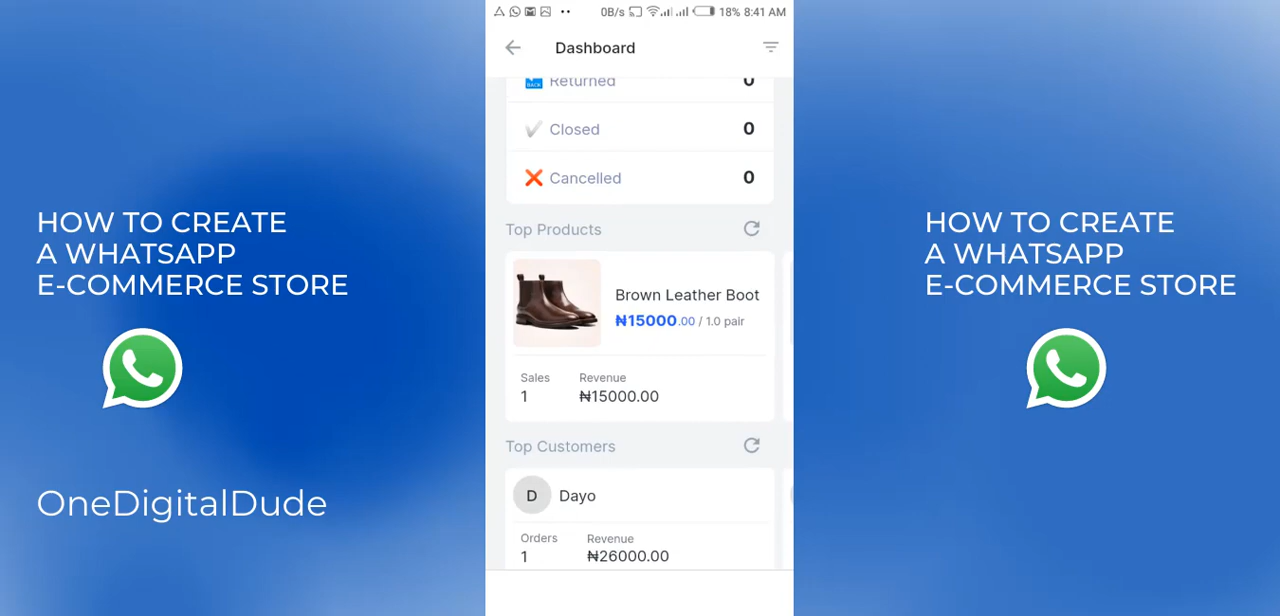 HOW TO CREATE
A WHATSAPP
E-COMMERCE STORE
OneDigitalDude
0B/s 18% 8:41 AM
Dashboard
BACK Returned 0
Closed 0
Cancelled 0
Top Products
Brown Leather Boot
₦15000.00 / 1.0 pair
Sales Revenue
1 ₦15000.00
Top Customers
D Dayo
Orders Revenue
1 ₦26000.00
HOW TO CREATE
A WHATSAPP
E-COMMERCE STORE